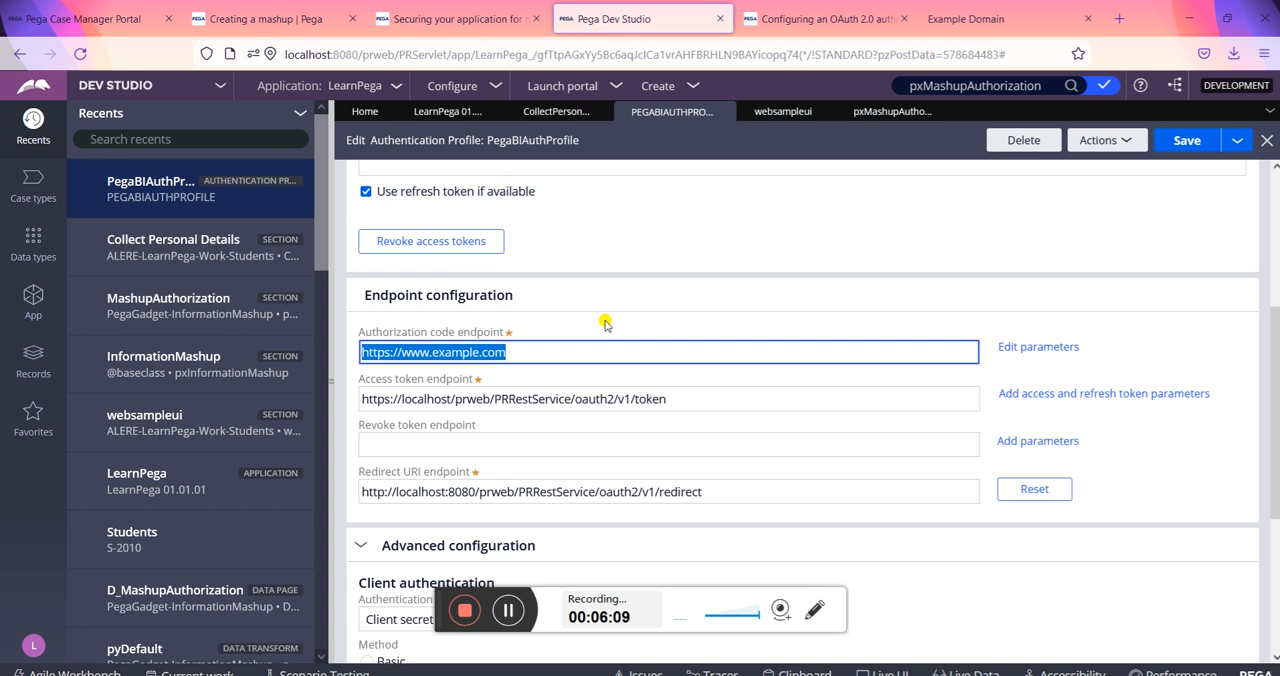 PEGA Pega Case Manager Portal
PEGA Creating a mashup | Pega
PEGA Securing your application for m
PEGA Pega Dev Studio
PEGA Configuring an OAuth 2.0 auth
Example Domain
localhost:8080/prweb/PRServlet/app/LearnPega_/gfTtpAGxYy5Bc6aqJcICa1vrAHFBRHLN9BAYicopq74(*/!STANDARD?pzPostData=578684483#
DEV STUDIO
Application: LearnPega
Configure
Launch portal
Create
pxMashupAuthorization
DEVELOPMENT
Recents
Case types
Data types
App
Records
Favorites
L
Recents
Search recents
PegaBIAuthPr... AUTHENTICATION PR...
PEGABIAUTHPROFILE
Collect Personal Details SECTION
ALERE-LearnPega-Work-Students • C...
MashupAuthorization SECTION
PegaGadget-InformationMashup • p...
InformationMashup SECTION
@baseclass • pxInformationMashup
websampleui SECTION
ALERE-LearnPega-Work-Students • w...
LearnPega APPLICATION
LearnPega 01.01.01
Students
S-2010
D_MashupAuthorization DATA PAGE
PegaGadget-InformationMashup • D...
pyDefault DATA TRANSFORM
Home
LearnPega 01....
CollectPerson...
PEGABIAUTHPRO...
websampleui
pxMashupAutho...
Edit Authentication Profile: PegaBIAuthProfile
Delete
Actions
Save
Use refresh token if available
Revoke access tokens
Endpoint configuration
Authorization code endpoint
https://www.example.com
Edit parameters
Access token endpoint
https://localhost/prweb/PRRestService/oauth2/v1/token
Add access and refresh token parameters
Revoke token endpoint
Add parameters
Redirect URI endpoint
http://localhost:8080/prweb/PRRestService/oauth2/v1/redirect
Reset
Advanced configuration
Client authentication
Authentication
Client secret
Method
Basic
Recording...
00:06:09
Agile Workbench
Current work
Scenario Testing
Issues
Tracer
Clipboard
Live UI
Live Data
Accessibility
Performance
PEGA